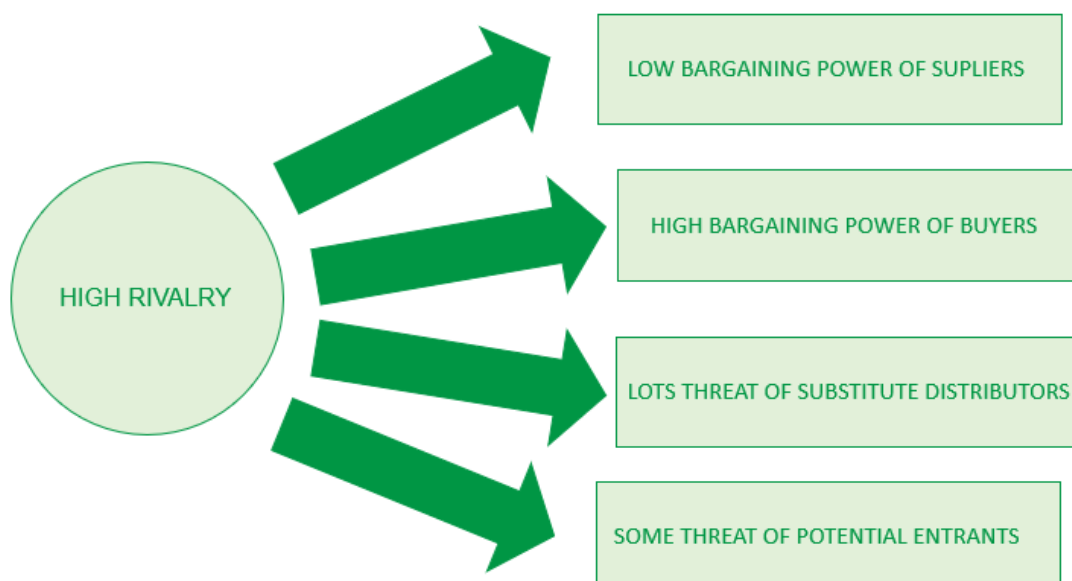 LOW BARGAINING POWER OF SUPLIERS
HIGH BARGAINING POWER OF BUYERS
HIGH RIVALRY
LOTS THREAT OF SUBSTITUTE DISTRIBUTORS
SOME THREAT OF POTENTIAL ENTRANTS